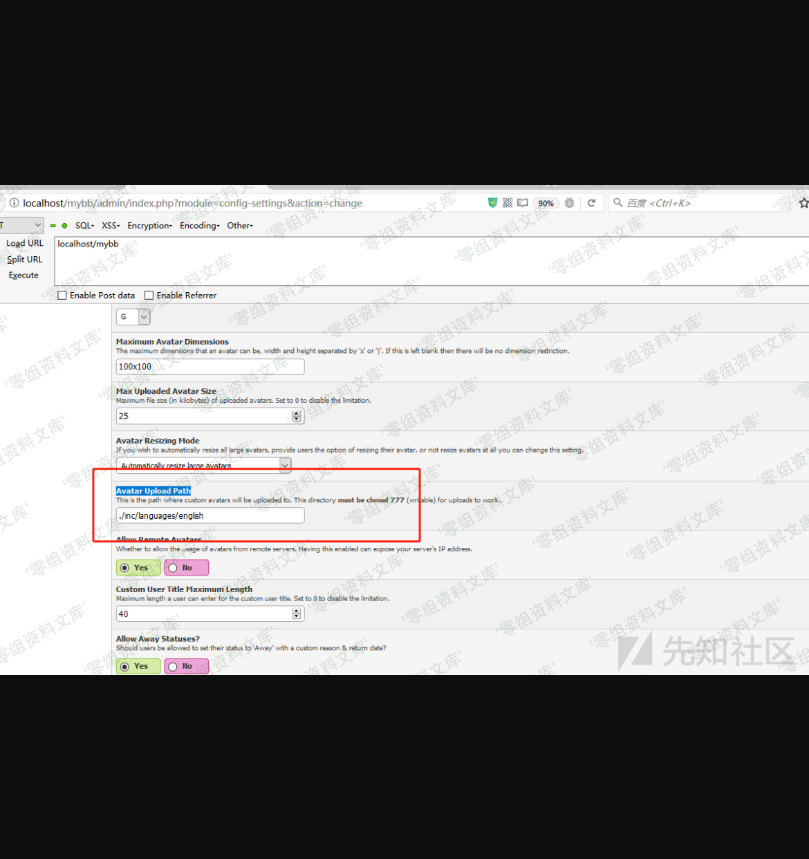 localhost/mybb/admin/index.php?module=config-settings&action=change
90%
百度 <Ctrl+K>
SQL- XSS- Encryption- Encoding- Other-
Load URL
localhost/mybb
Split URL
Execute
Enable Post data
Enable Referrer
G
Maximum Avatar Dimensions
The maximum dimensions that an avatar can be, width and height separated by 'x' or '|'. If this is left blank then there will be no dimension restriction.
100x100
Max Uploaded Avatar Size
Maximum file size (in kilobytes) of uploaded avatars. Set to 0 to disable the limitation.
25
Avatar Resizing Mode
If you wish to automatically resize all large avatars, provide users the option of resizing their avatar, or not resize avatars at all you can change this setting.
Automatically resize large avatars
Avatar Upload Path
This is the path where custom avatars will be uploaded to. This directory must be chmod 777 (writable) for uploads to work.
./inc/languages/english
Allow Remote Avatars
Whether to allow the usage of avatars from remote servers. Having this enabled can expose your server's IP address.
Yes No
Custom User Title Maximum Length
Maximum length a user can enter for the custom user title. Set to 0 to disable the limitation.
40
Allow Away Statuses?
Should users be allowed to set their status to 'Away' with a custom reason & return date?
Yes No
先知社区
零组资料文库